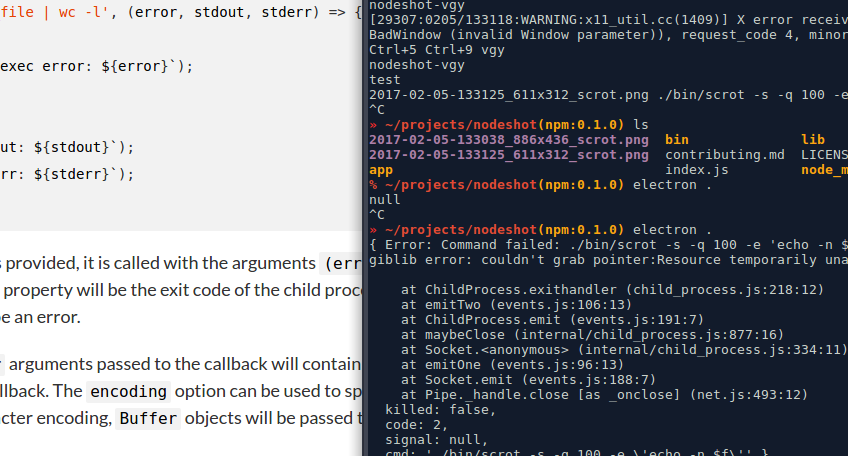 file | wc -l', (error, stdout, stderr) => {
exec error: ${error}`);
ut: ${stdout}`);
rr: ${stderr}`);
s provided, it is called with the arguments (err
property will be the exit code of the child proc
e an error.
arguments passed to the callback will contain
llback. The encoding option can be used to sp
cter encoding, Buffer objects will be passed t
nodeshot-vgy
[29307:0205/133118:WARNING:x11_util.cc(1409)] X error receiv
BadWindow (invalid Window parameter)), request_code 4, minor
Ctrl+5 Ctrl+9 vgy
nodeshot-vgy
test
2017-02-05-133125_611x312_scrot.png ./bin/scrot -s -q 100 -e
^C
» ~/projects/nodeshot(npm:0.1.0) ls
2017-02-05-133038_886x436_scrot.png bin lib
2017-02-05-133125_611x312_scrot.png contributing.md LICENS
app index.js node_m
% ~/projects/nodeshot(npm:0.1.0) electron .
null
^C
» ~/projects/nodeshot(npm:0.1.0) electron .
{ Error: Command failed: ./bin/scrot -s -q 100 -e 'echo -n $
giblib error: couldn't grab pointer:Resource temporarily una
at ChildProcess.exithandler (child_process.js:218:12)
at emitTwo (events.js:106:13)
at ChildProcess.emit (events.js:191:7)
at maybeClose (internal/child_process.js:877:16)
at Socket.<anonymous> (internal/child_process.js:334:11)
at emitOne (events.js:96:13)
at Socket.emit (events.js:188:7)
at Pipe._handle.close [as _onclose] (net.js:493:12)
killed: false,
code: 2,
signal: null,
cmd: './bin/scrot -s -q 100 -e \'echo -n $f\'' }